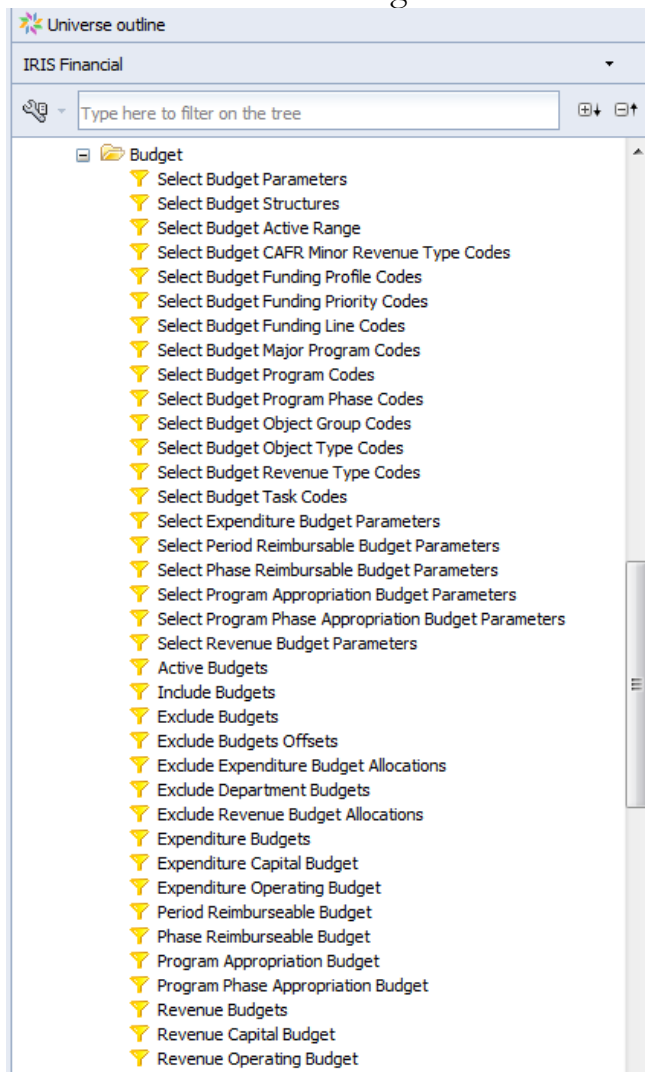 Universe outline
IRIS Financial
Type here to filter on the tree
Budget
Select Budget Parameters
Select Budget Structures
Select Budget Active Range
Select Budget CAFR Minor Revenue Type Codes
Select Budget Funding Profile Codes
Select Budget Funding Priority Codes
Select Budget Funding Line Codes
Select Budget Major Program Codes
Select Budget Program Codes
Select Budget Program Phase Codes
Select Budget Object Group Codes
Select Budget Object Type Codes
Select Budget Revenue Type Codes
Select Budget Task Codes
Select Expenditure Budget Parameters
Select Period Reimbursable Budget Parameters
Select Phase Reimbursable Budget Parameters
Select Program Appropriation Budget Parameters
Select Program Phase Appropriation Budget Parameters
Select Revenue Budget Parameters
Active Budgets
Include Budgets
Exclude Budgets
Exclude Budgets Offsets
Exclude Expenditure Budget Allocations
Exclude Department Budgets
Exclude Revenue Budget Allocations
Expenditure Budgets
Expenditure Capital Budget
Expenditure Operating Budget
Period Reimburseable Budget
Phase Reimburseable Budget
Program Appropriation Budget
Program Phase Appropriation Budget
Revenue Budgets
Revenue Capital Budget
Revenue Operating Budget